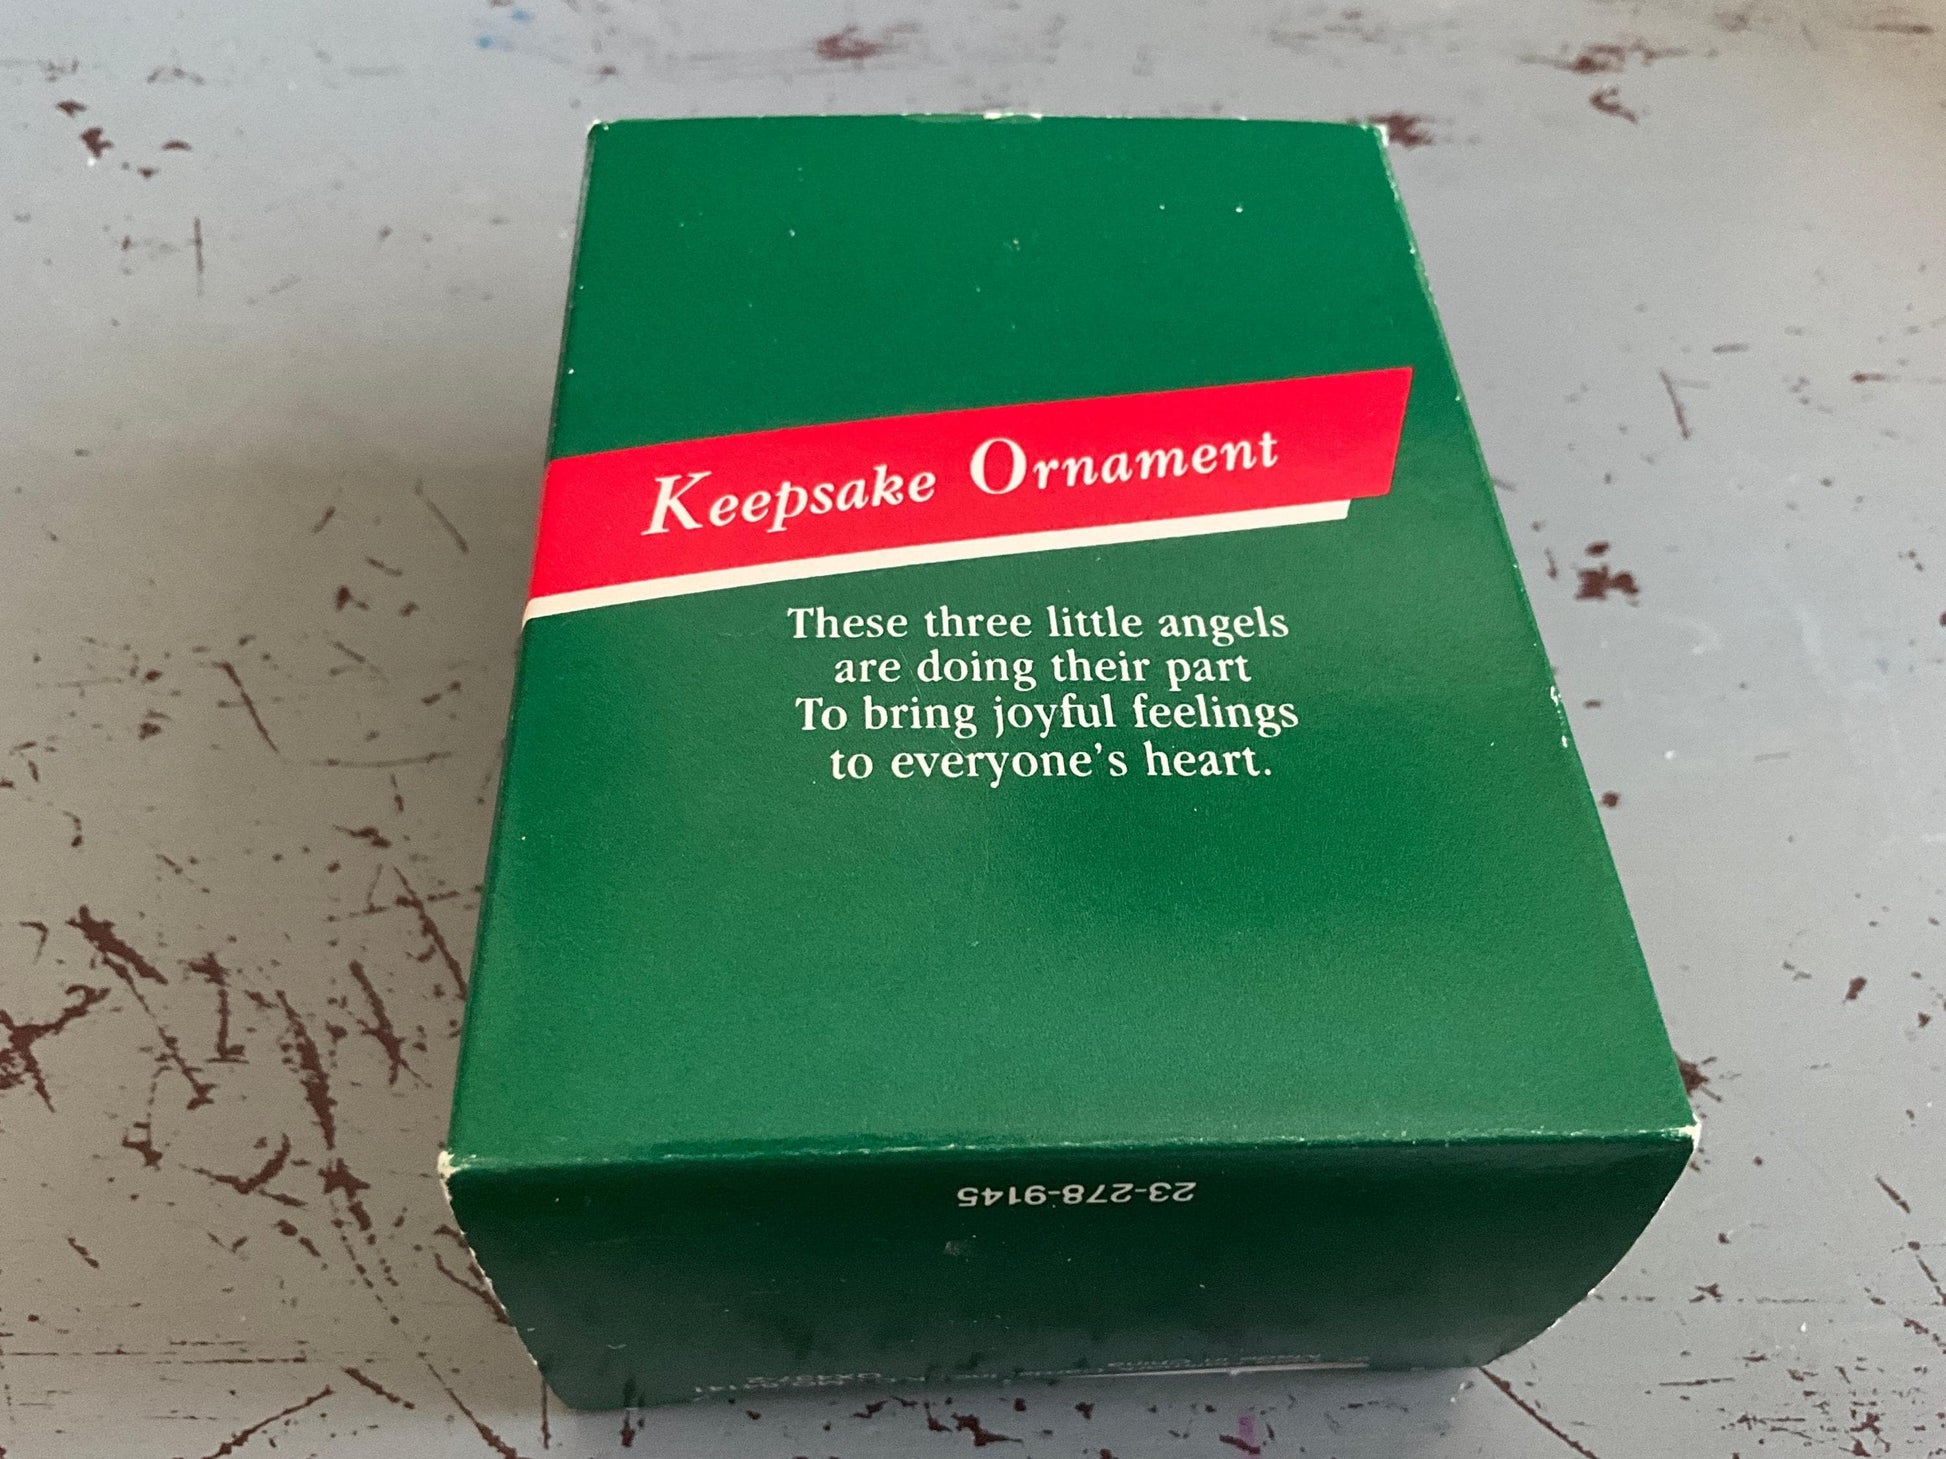 Keepsake Ornament
These three little angels
are doing their part
To bring joyful feelings
to everyone's heart.
23-278-9145